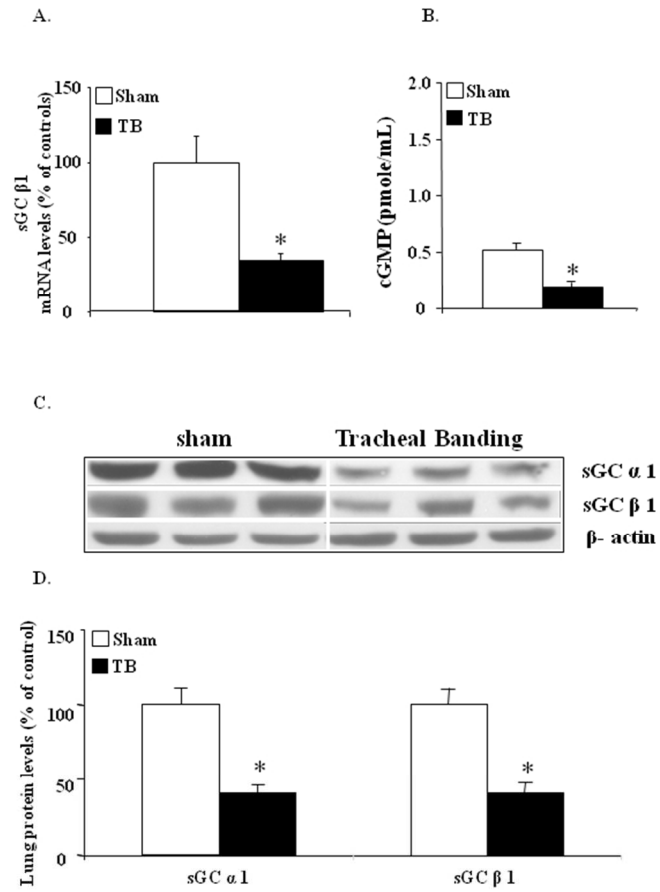 A.
sGC β1
mRNA levels (% of controls)
150
100
50
0
Sham
TB
*
B.
cGMP (pmole/mL)
2.0
1.5
1.0
0.5
0
Sham
TB
*
C.
sham Tracheal Banding
sGC α 1
sGC β 1
β- actin
D.
Lung protein levels (% of control)
150
100
50
0
Sham
TB
*
*
sGC α 1 sGC β 1